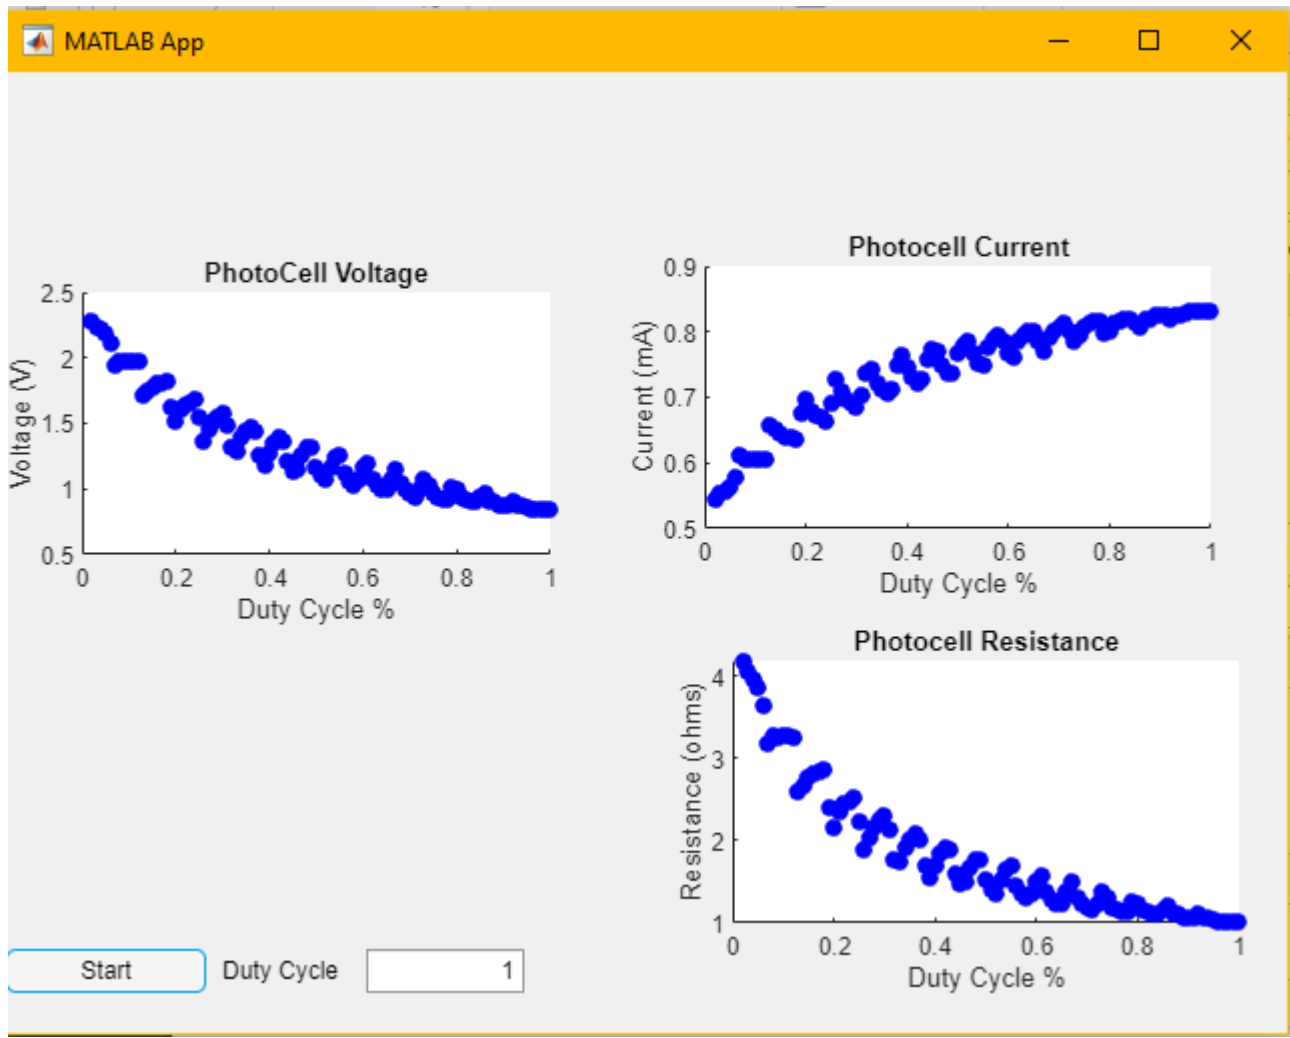 MATLAB App
PhotoCell Voltage
2.5
2
1.5
1
0.5
Voltage (V)
0
0.2
0.4
0.6
0.8
1
Duty Cycle %
Photocell Current
0.9
0.8
0.7
0.6
0.5
Current (mA)
0
0.2
0.4
0.6
0.8
1
Duty Cycle %
Photocell Resistance
4
3
2
1
Resistance (ohms)
0
0.2
0.4
0.6
0.8
1
Duty Cycle %
Start
Duty Cycle
1